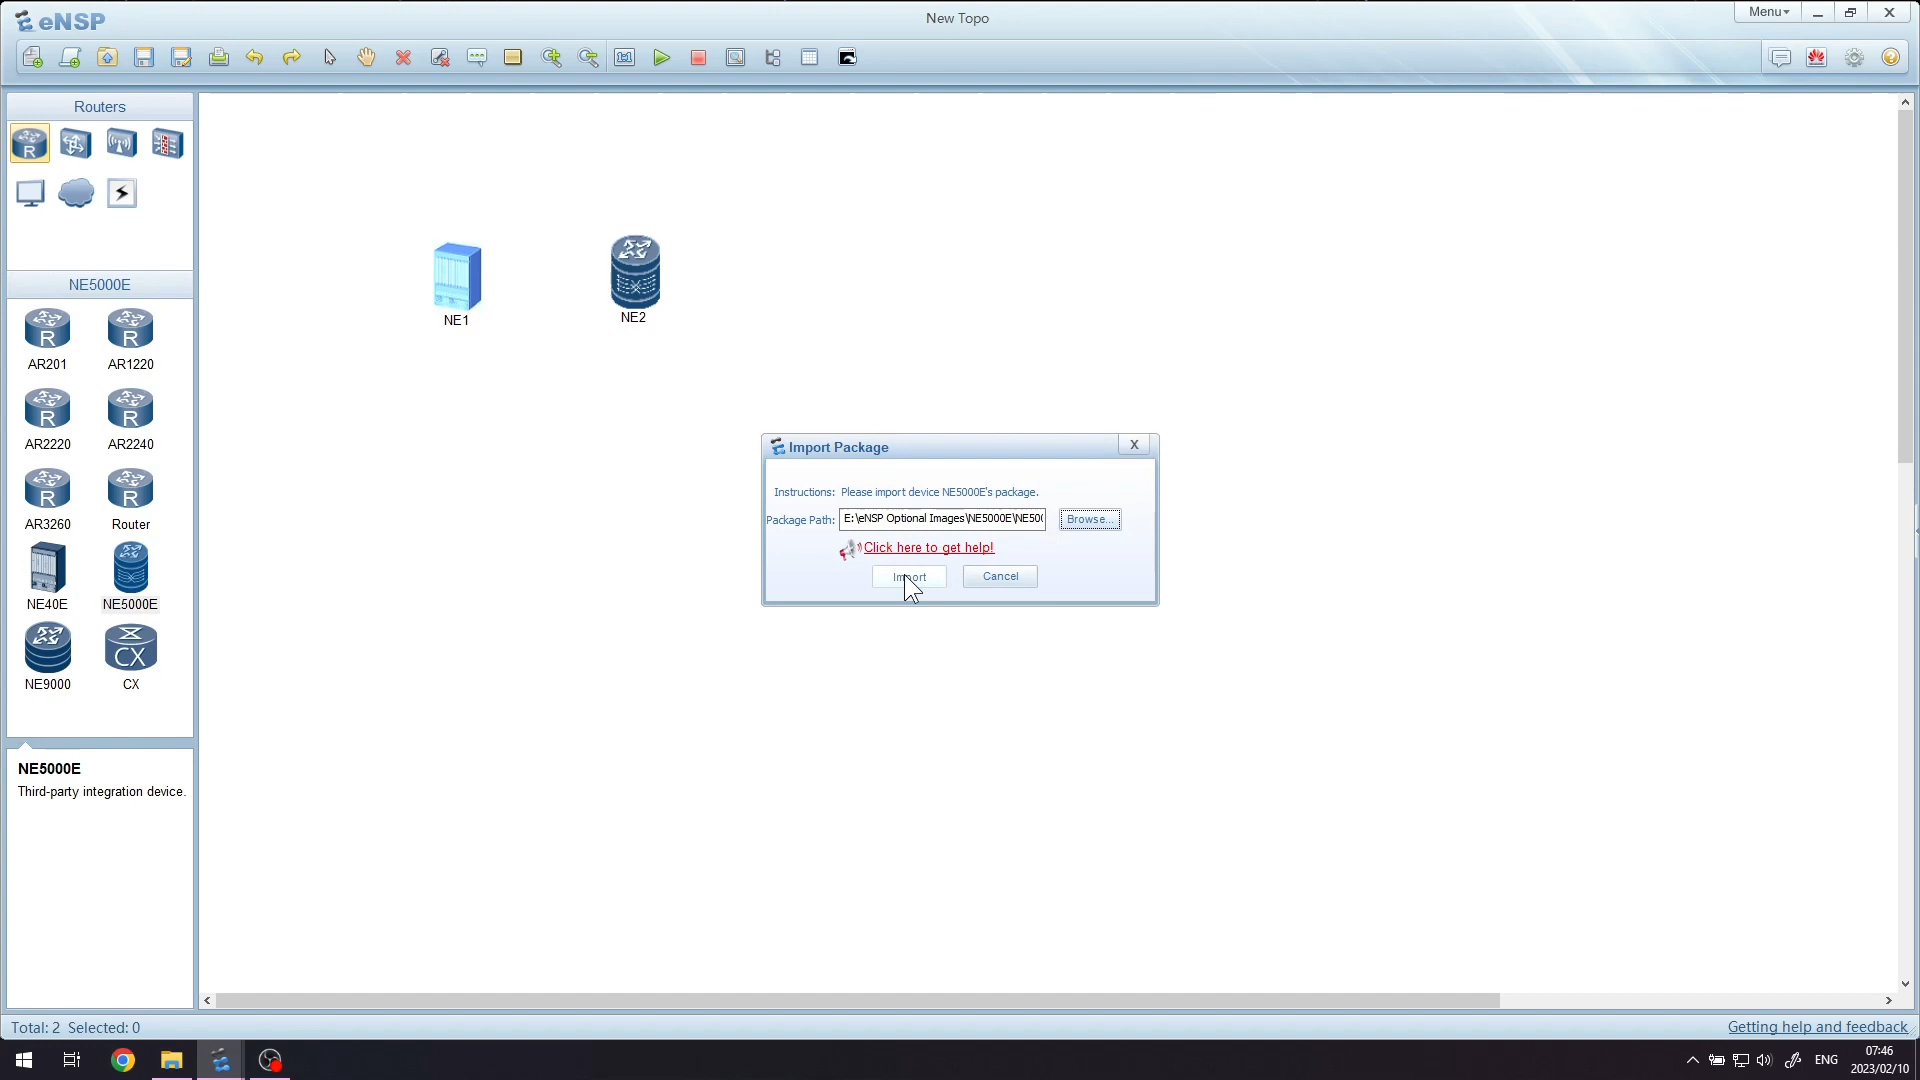 eNSP
New Topo
Menu
Routers
R
NE1
NE2
NE5000E
R
R
AR201
AR1220
R
R
AR2220
AR2240
R
R
AR3260
Router
NE40E
NE5000E
CX
NE9000
CX
Import Package
X
Instructions: Please import device NE5000E's package.
Package Path: E:\eNSP Optional Images\NE5000E\NE50
Browse...
Click here to get help!
Import
Cancel
NE5000E
Third-party integration device.
Total: 2 Selected: 0
Getting help and feedback
ENG
07:46
2023/02/10